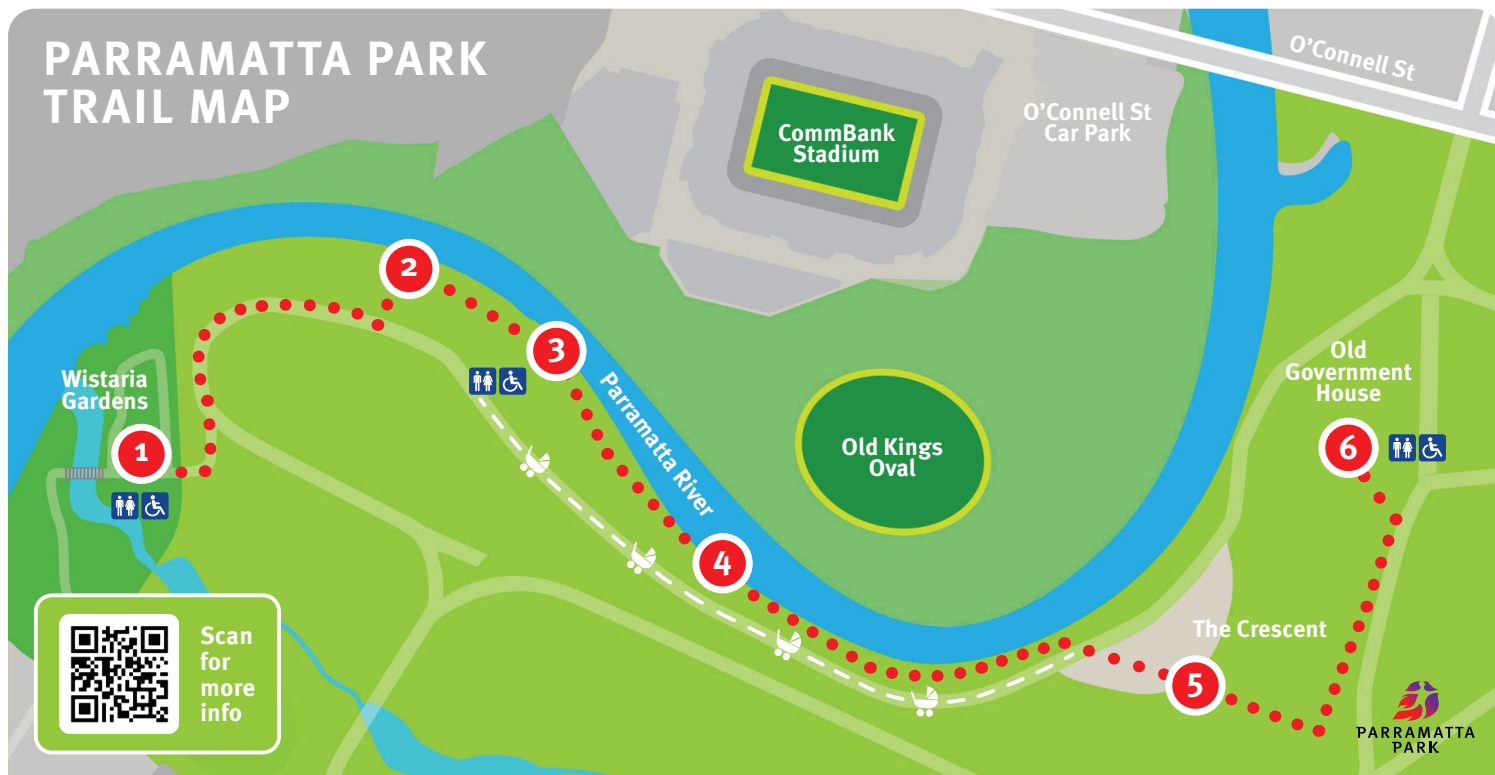 PARRAMATTA PARK
TRAIL MAP
O'Connell St
O'Connell St
Car Park
CommBank
Stadium
2
3
Wistaria
Gardens
1
Parramatta River
Old Kings
Oval
Old
Government
House
6
4
The Crescent
5
Scan
for
more
info
PARRAMATTA
PARK